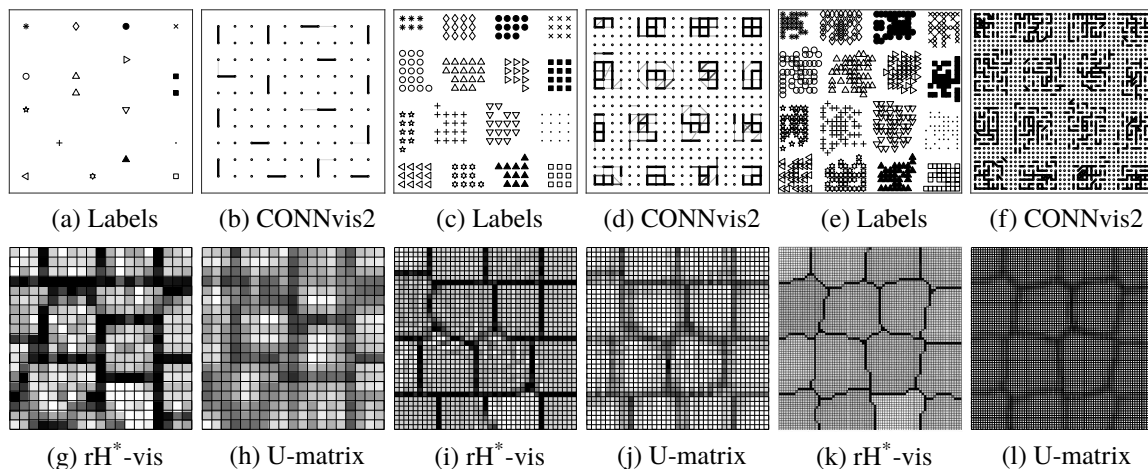 (a) Labels (b) CONNvis2 (c) Labels (d) CONNvis2 (e) Labels (f) CONNvis2
(g) rH*-vis (h) U-matrix (i) rH*-vis (j) U-matrix (k) rH*-vis (l) U-matrix